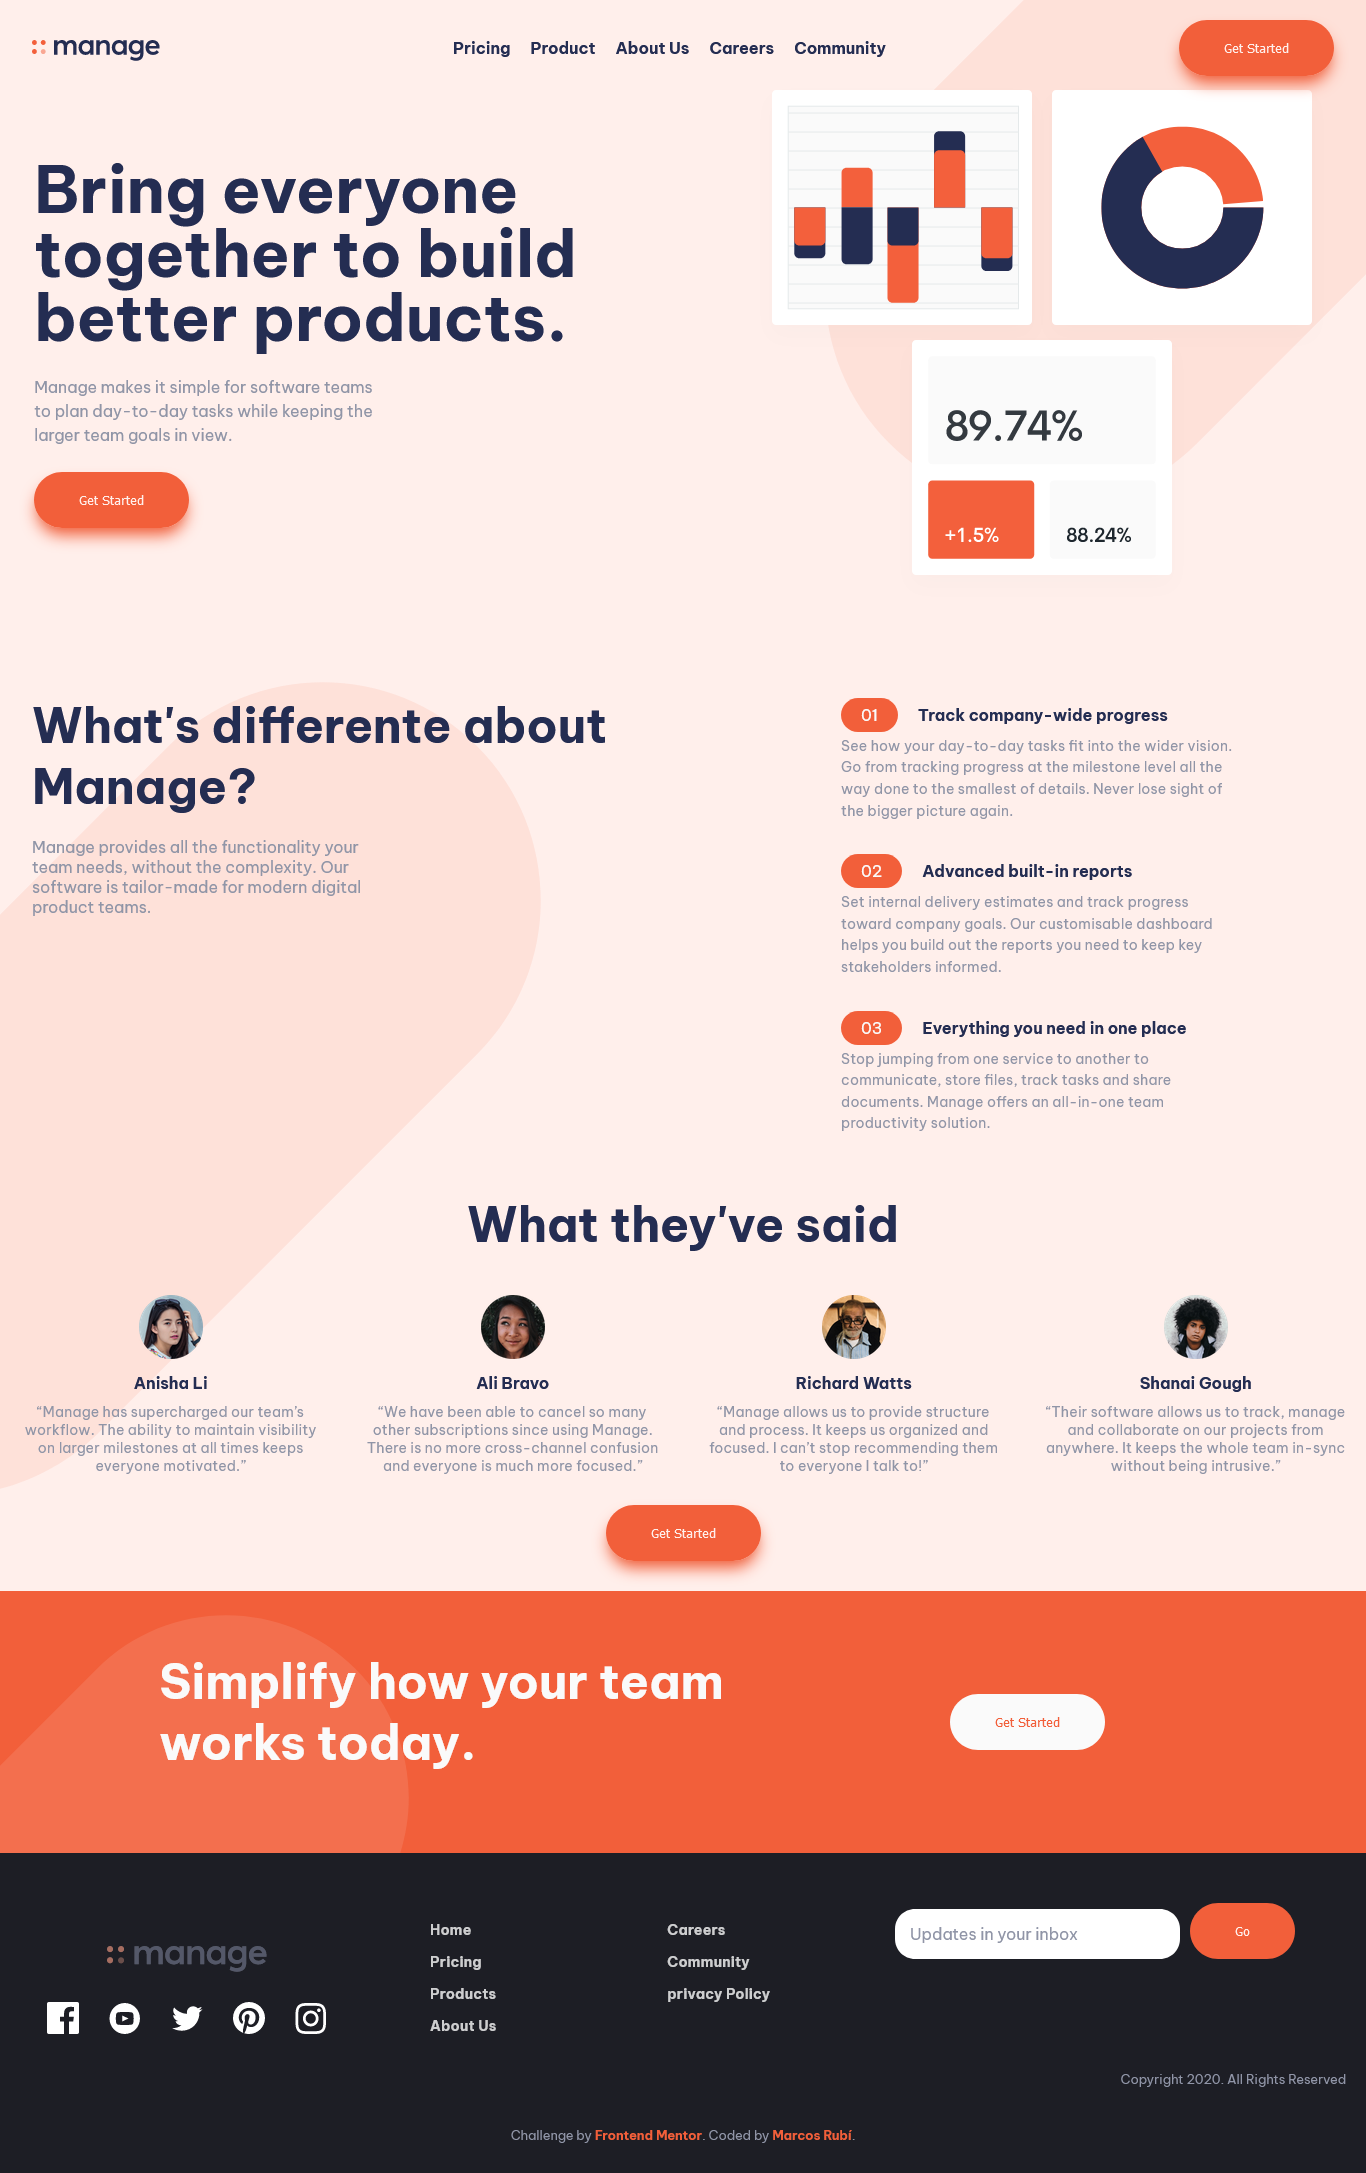 manage
Pricing Product About Us Careers Community
Get Started
Bring everyone
together to build
better products.
Manage makes it simple for software teams
to plan day-to-day tasks while keeping the
larger team goals in view.
Get Started
89.74%
+1.5%
88.24%
What's differente about
Manage?
Manage provides all the functionality your
team needs, without the complexity. Our
software is tailor-made for modern digital
product teams.
01 Track company-wide progress
See how your day-to-day tasks fit into the wider vision.
Go from tracking progress at the milestone level all the
way done to the smallest of details. Never lose sight of
the bigger picture again.
02 Advanced built-in reports
Set internal delivery estimates and track progress
toward company goals. Our customisable dashboard
helps you build out the reports you need to keep key
stakeholders informed.
03 Everything you need in one place
Stop jumping from one service to another to
communicate, store files, track tasks and share
documents. Manage offers an all-in-one team
productivity solution.
What they've said
Anisha Li
“Manage has supercharged our team’s
workflow. The ability to maintain visibility
on larger milestones at all times keeps
everyone motivated.”
Ali Bravo
“We have been able to cancel so many
other subscriptions since using Manage.
There is no more cross-channel confusion
and everyone is much more focused.”
Richard Watts
“Manage allows us to provide structure
and process. It keeps us organized and
focused. I can’t stop recommending them
to everyone I talk to!”
Shanai Gough
“Their software allows us to track, manage
and collaborate on our projects from
anywhere. It keeps the whole team in-sync
without being intrusive.”
Get Started
Simplify how your team
works today.
Get Started
manage
Home
Pricing
Products
About Us
Careers
Community
privacy Policy
Updates in your inbox
Go
Copyright 2020. All Rights Reserved
Challenge by Frontend Mentor. Coded by Marcos Rubí.